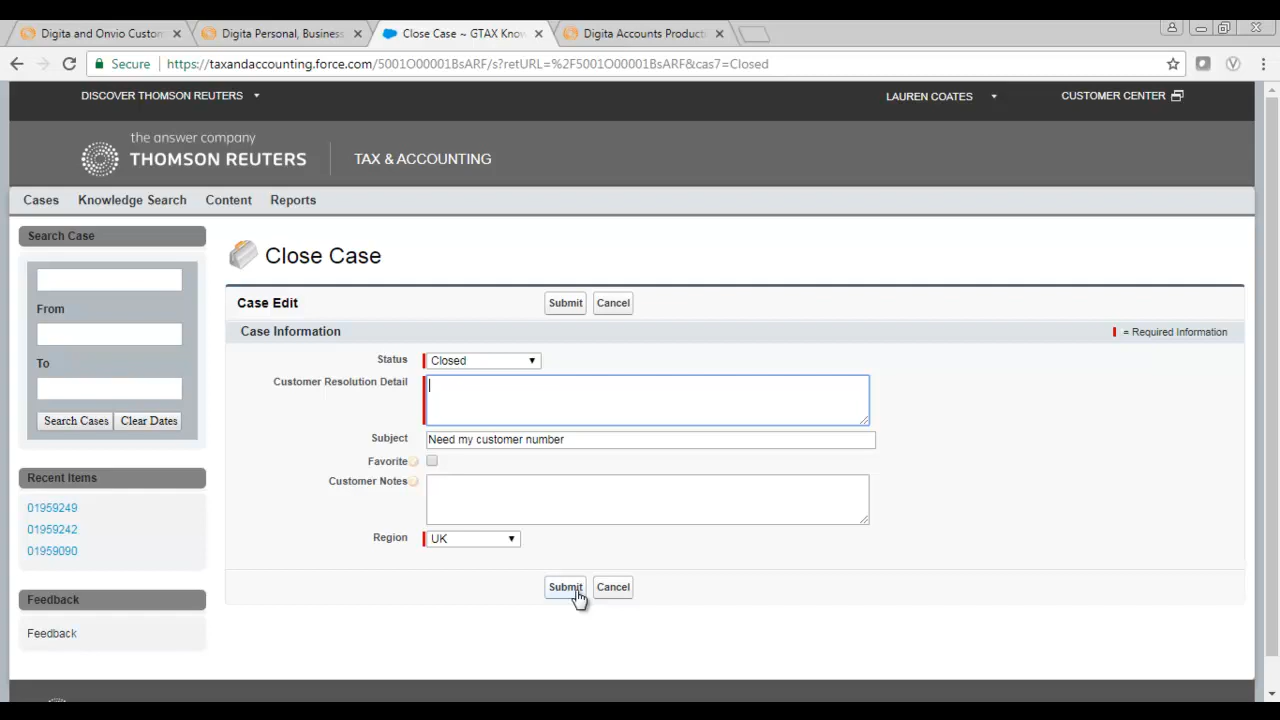 Digita and Onvio Custom
Digita Personal, Business
Close Case ~ GTAX Know
Digita Accounts Product
Secure
https://taxandaccounting.force.com/5001O00001BsARF/s?retURL=%2F5001O00001BsARF&cas7=Closed
DISCOVER THOMSON REUTERS
LAUREN COATES
CUSTOMER CENTER
the answer company
THOMSON REUTERS
TAX & ACCOUNTING
Cases
Knowledge Search
Content
Reports
Search Case
From
To
Search Cases
Clear Dates
Recent Items
01959249
01959242
01959090
Feedback
Feedback
Close Case
Case Edit
Submit
Cancel
Case Information
= Required Information
Status
Closed
Customer Resolution Detail
Subject
Need my customer number
Favorite
Customer Notes
Region
UK
Submit
Cancel